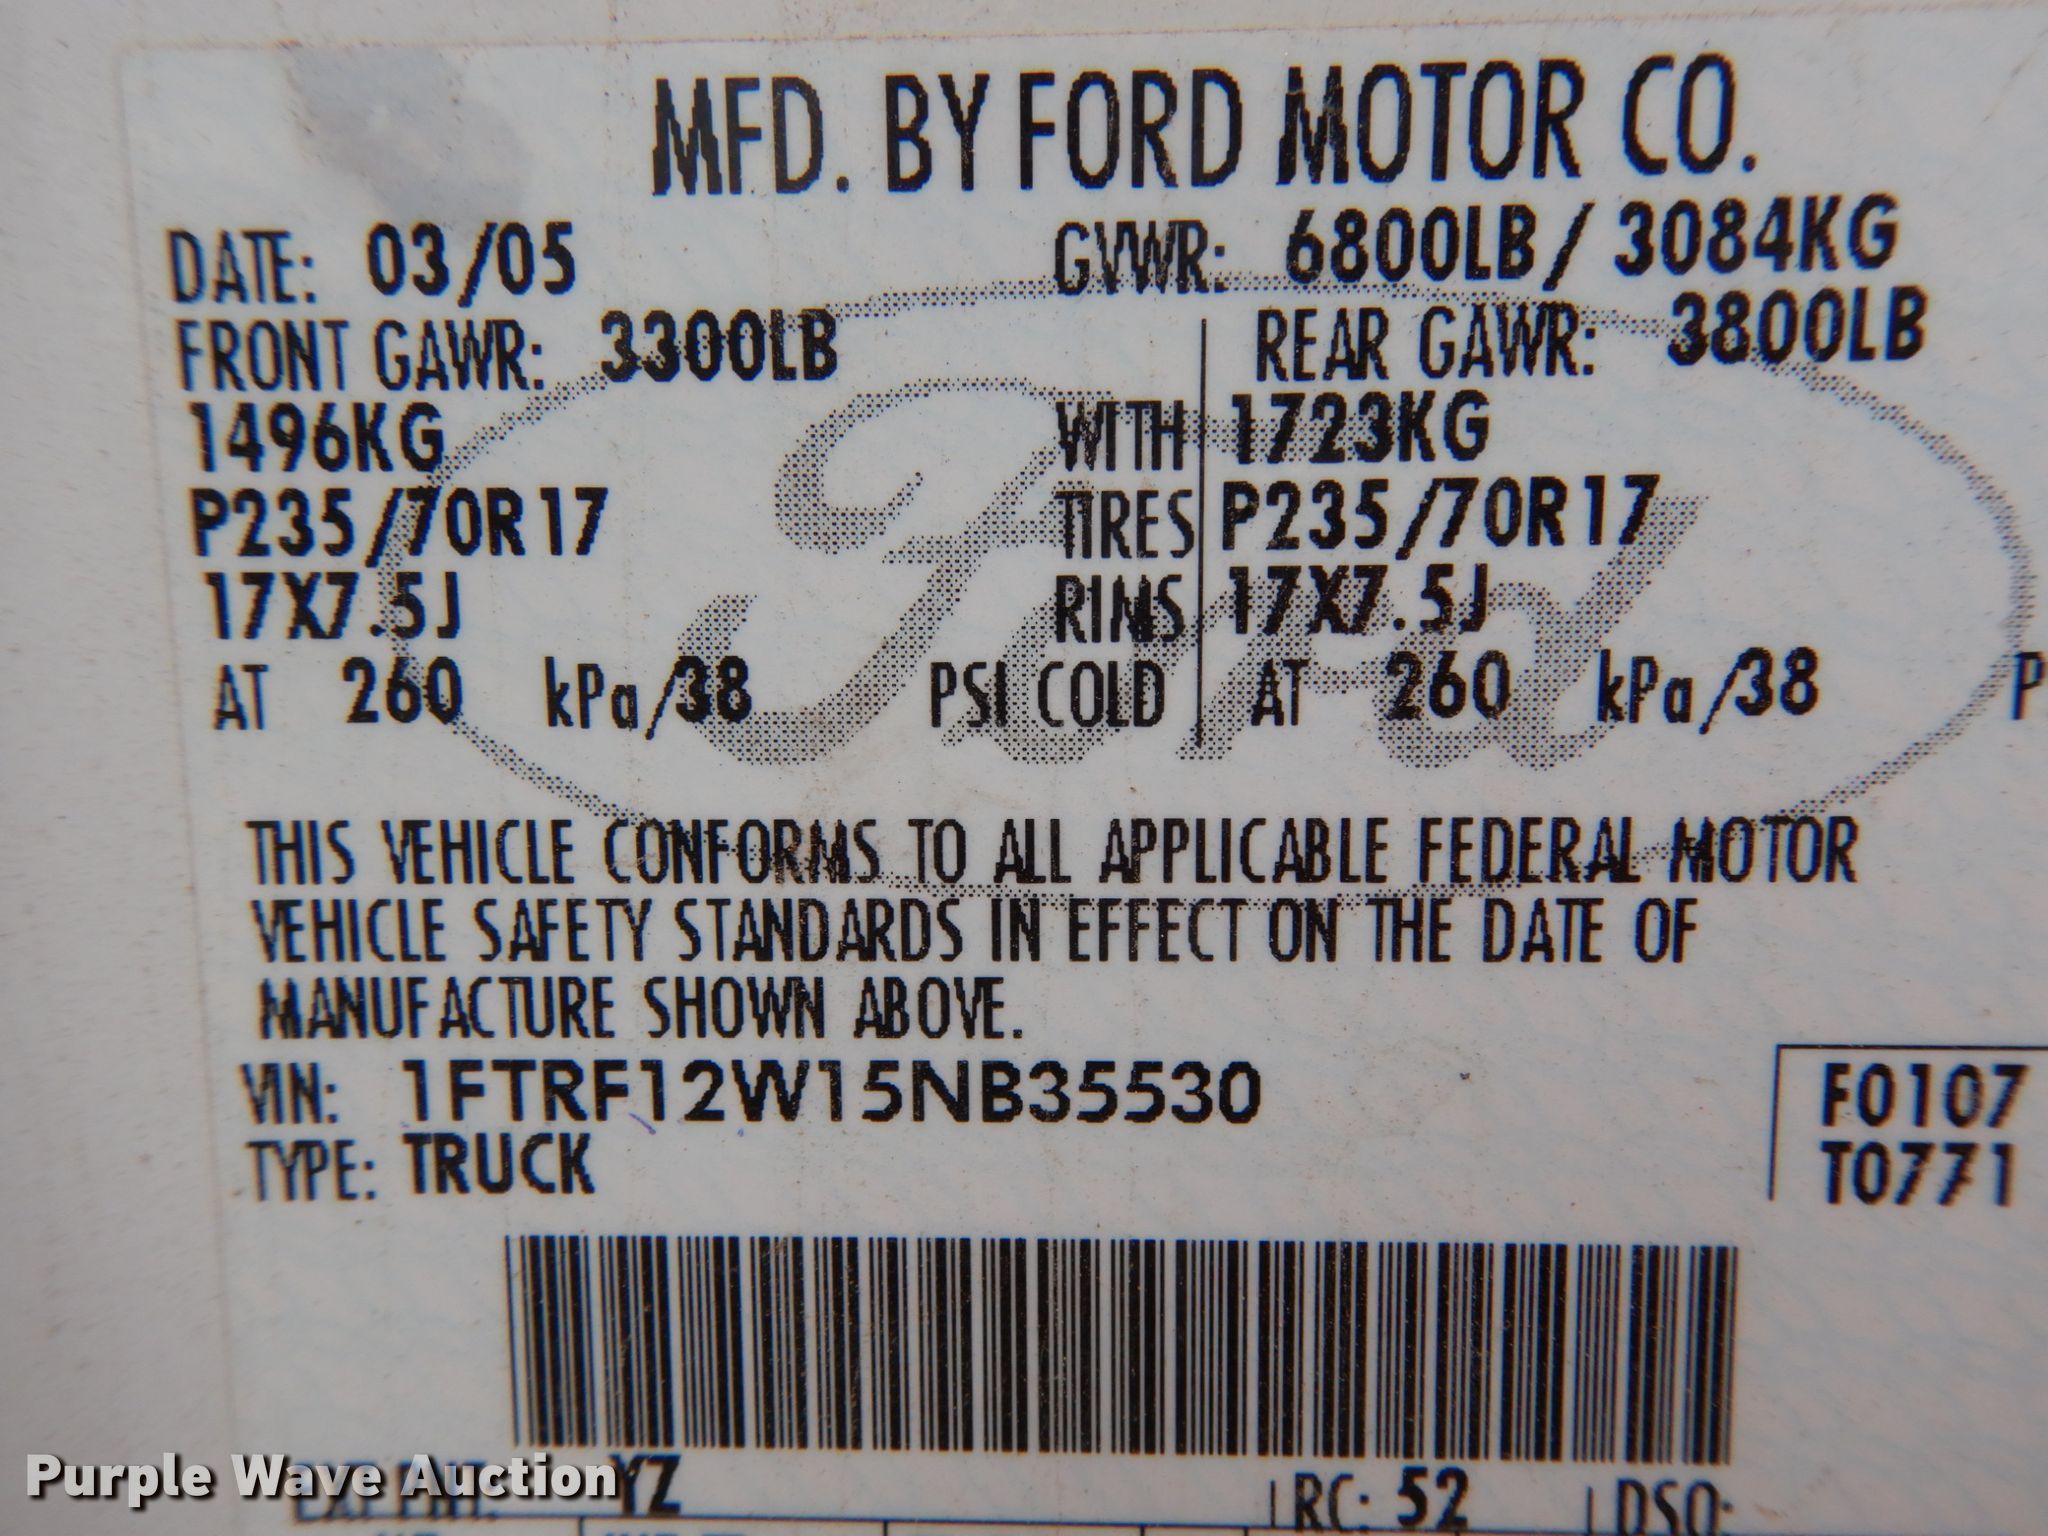 MFD. BY FORD MOTOR CO.
DATE: 03/05 GVWR: 6800LB/ 3084KG
FRONT GAWR: 3300LB REAR GAWR: 3800LB
1496KG WITH 1723KG
P235/70R17 TIRES P235/70R17
17X7.5J RIMS 17X7.5J
AT 260 kPa/38 PSI COLD AT 260 kPa/38 P
Ford
THIS VEHICLE CONFORMS TO ALL APPLICABLE FEDERAL MOTOR
VEHICLE SAFETY STANDARDS IN EFFECT ON THE DATE OF
MANUFACTURE SHOWN ABOVE.
VIN: 1FTRF12W15NB35530 F0107
TYPE: TRUCK T0771
Purple Wave Auction
EXT PNT: YZ RC: 52 DSO: